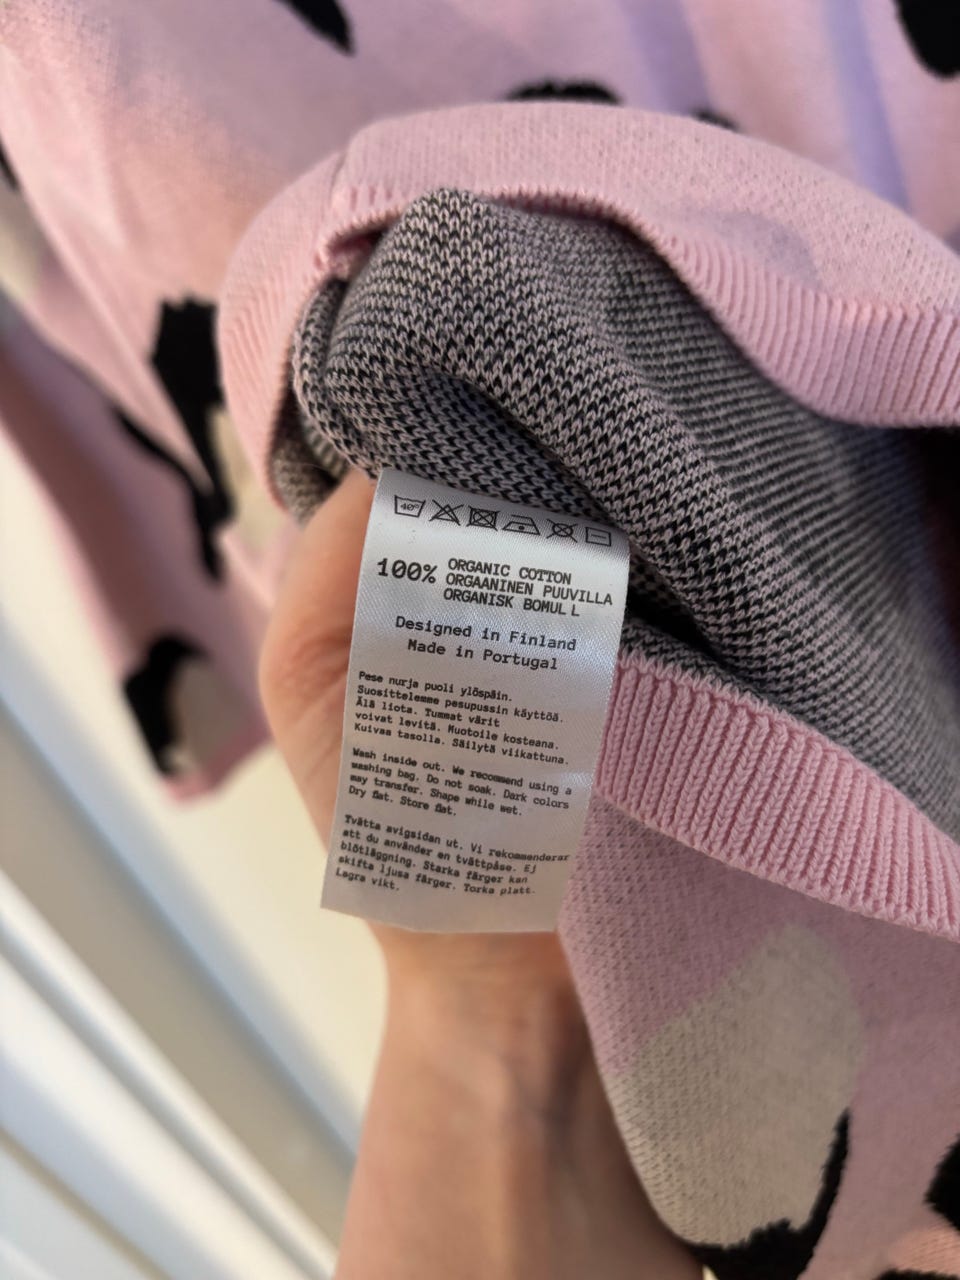 40°
100% ORGANIC COTTON
ORGAANINEN PUUVILLA
ORGANISK BOMULL
Designed in Finland
Made in Portugal
Pese nurja puoli ylöspäin.
Suosittelemme pesupussin käyttöä.
Älä liota. Tummat värit
voivat levitä. Muotoile kosteana.
Kuivaa tasolla. Säilytä viikattuna.
Wash inside out. We recommend using a
washing bag. Do not soak. Dark colors
may transfer. Shape while wet.
Dry flat. Store flat.
Tvätta avigsidan ut. Vi rekommenderar
att du använder en tvättpåse. Ej
blötläggning. Starka färger kan
skifta ljusa färger. Torka platt.
Lagra vikt.